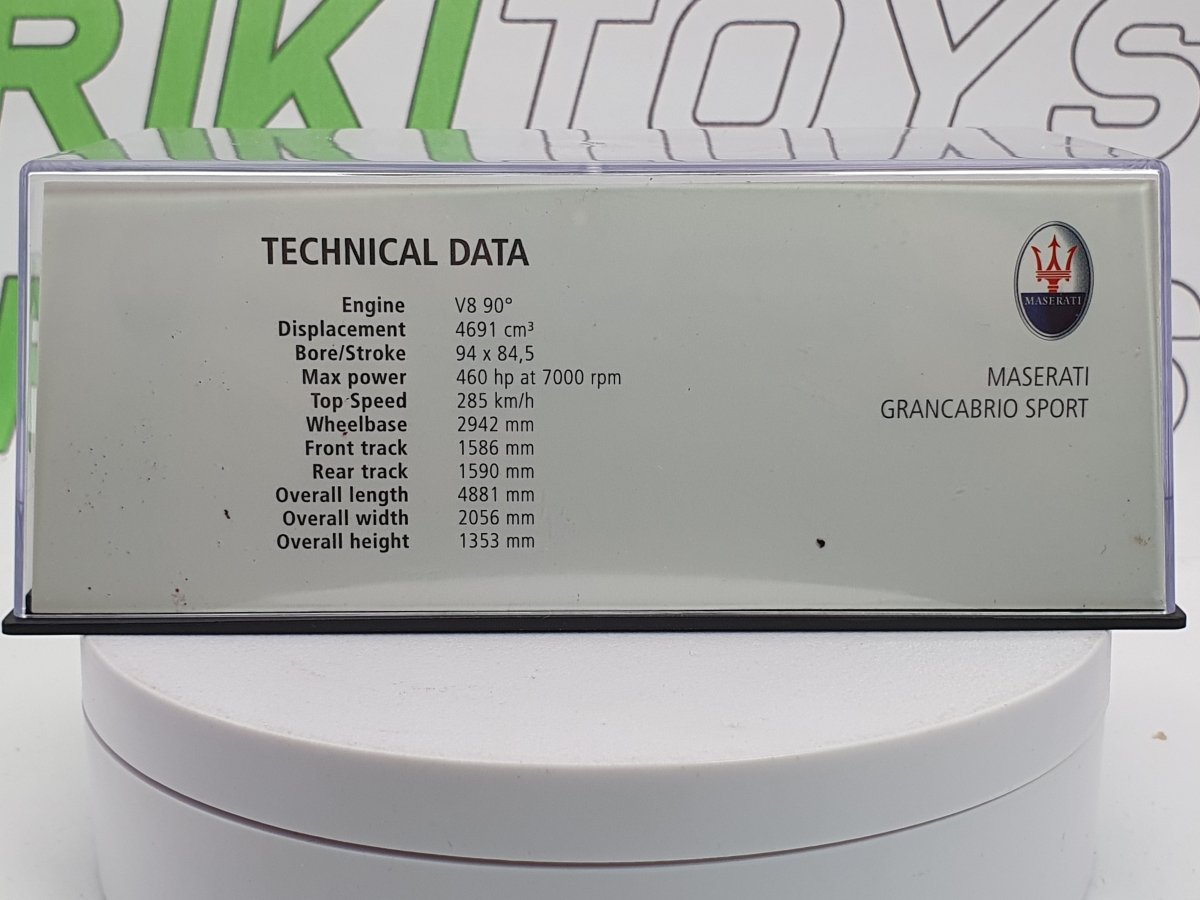 RIKITOYS
TECHNICAL DATA
Engine V8 90°
Displacement 4691 cm³
Bore/Stroke 94 x 84,5
Max power 460 hp at 7000 rpm
Top Speed 285 km/h
Wheelbase 2942 mm
Front track 1586 mm
Rear track 1590 mm
Overall length 4881 mm
Overall width 2056 mm
Overall height 1353 mm
MASERATI
MASERATI
GRANCABRIO SPORT